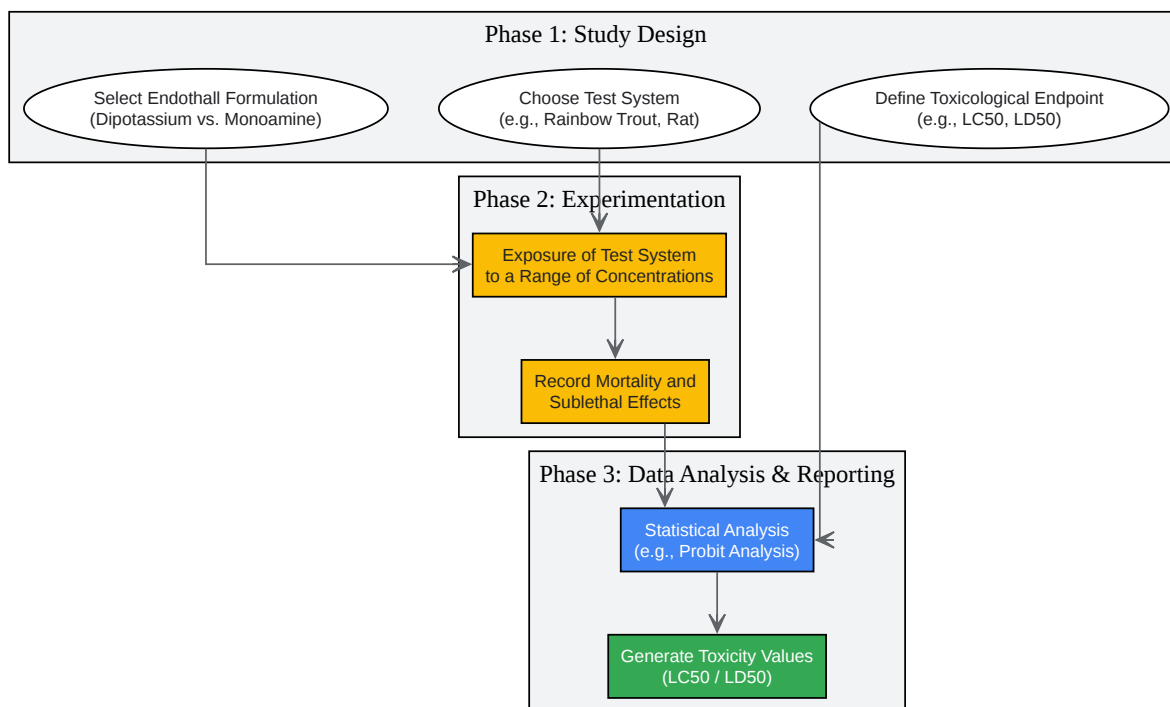 Phase 1: Study Design
Select Endothall Formulation
(Dipotassium vs. Monoamine)
Choose Test System
(e.g., Rainbow Trout, Rat)
Define Toxicological Endpoint
(e.g., LC50, LD50)
Phase 2: Experimentation
Exposure of Test System
to a Range of Concentrations
Record Mortality and
Sublethal Effects
Phase 3: Data Analysis & Reporting
Statistical Analysis
(e.g., Probit Analysis)
Generate Toxicity Values
(LC50 / LD50)